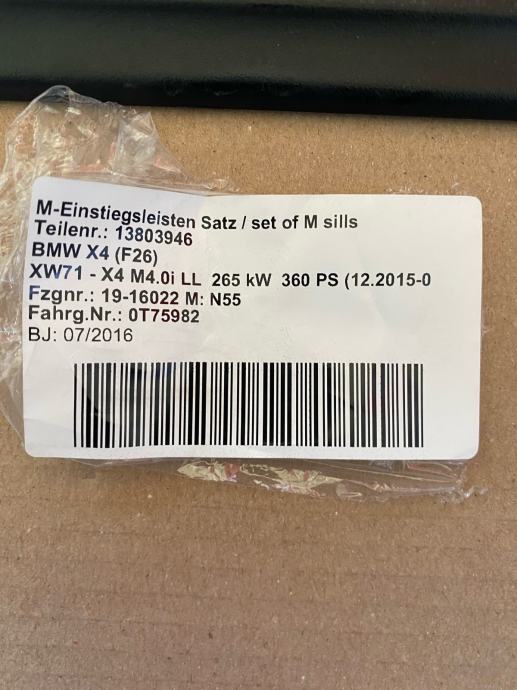 M-Einstiegsleisten Satz / set of M sills
Teilenr.: 13803946
BMW X4 (F26)
XW71 - X4 M4.0i LL 265 kW 360 PS (12.2015-0
Fzgnr.: 19-16022 M: N55
Fahrg.Nr.: 0T75982
BJ: 07/2016